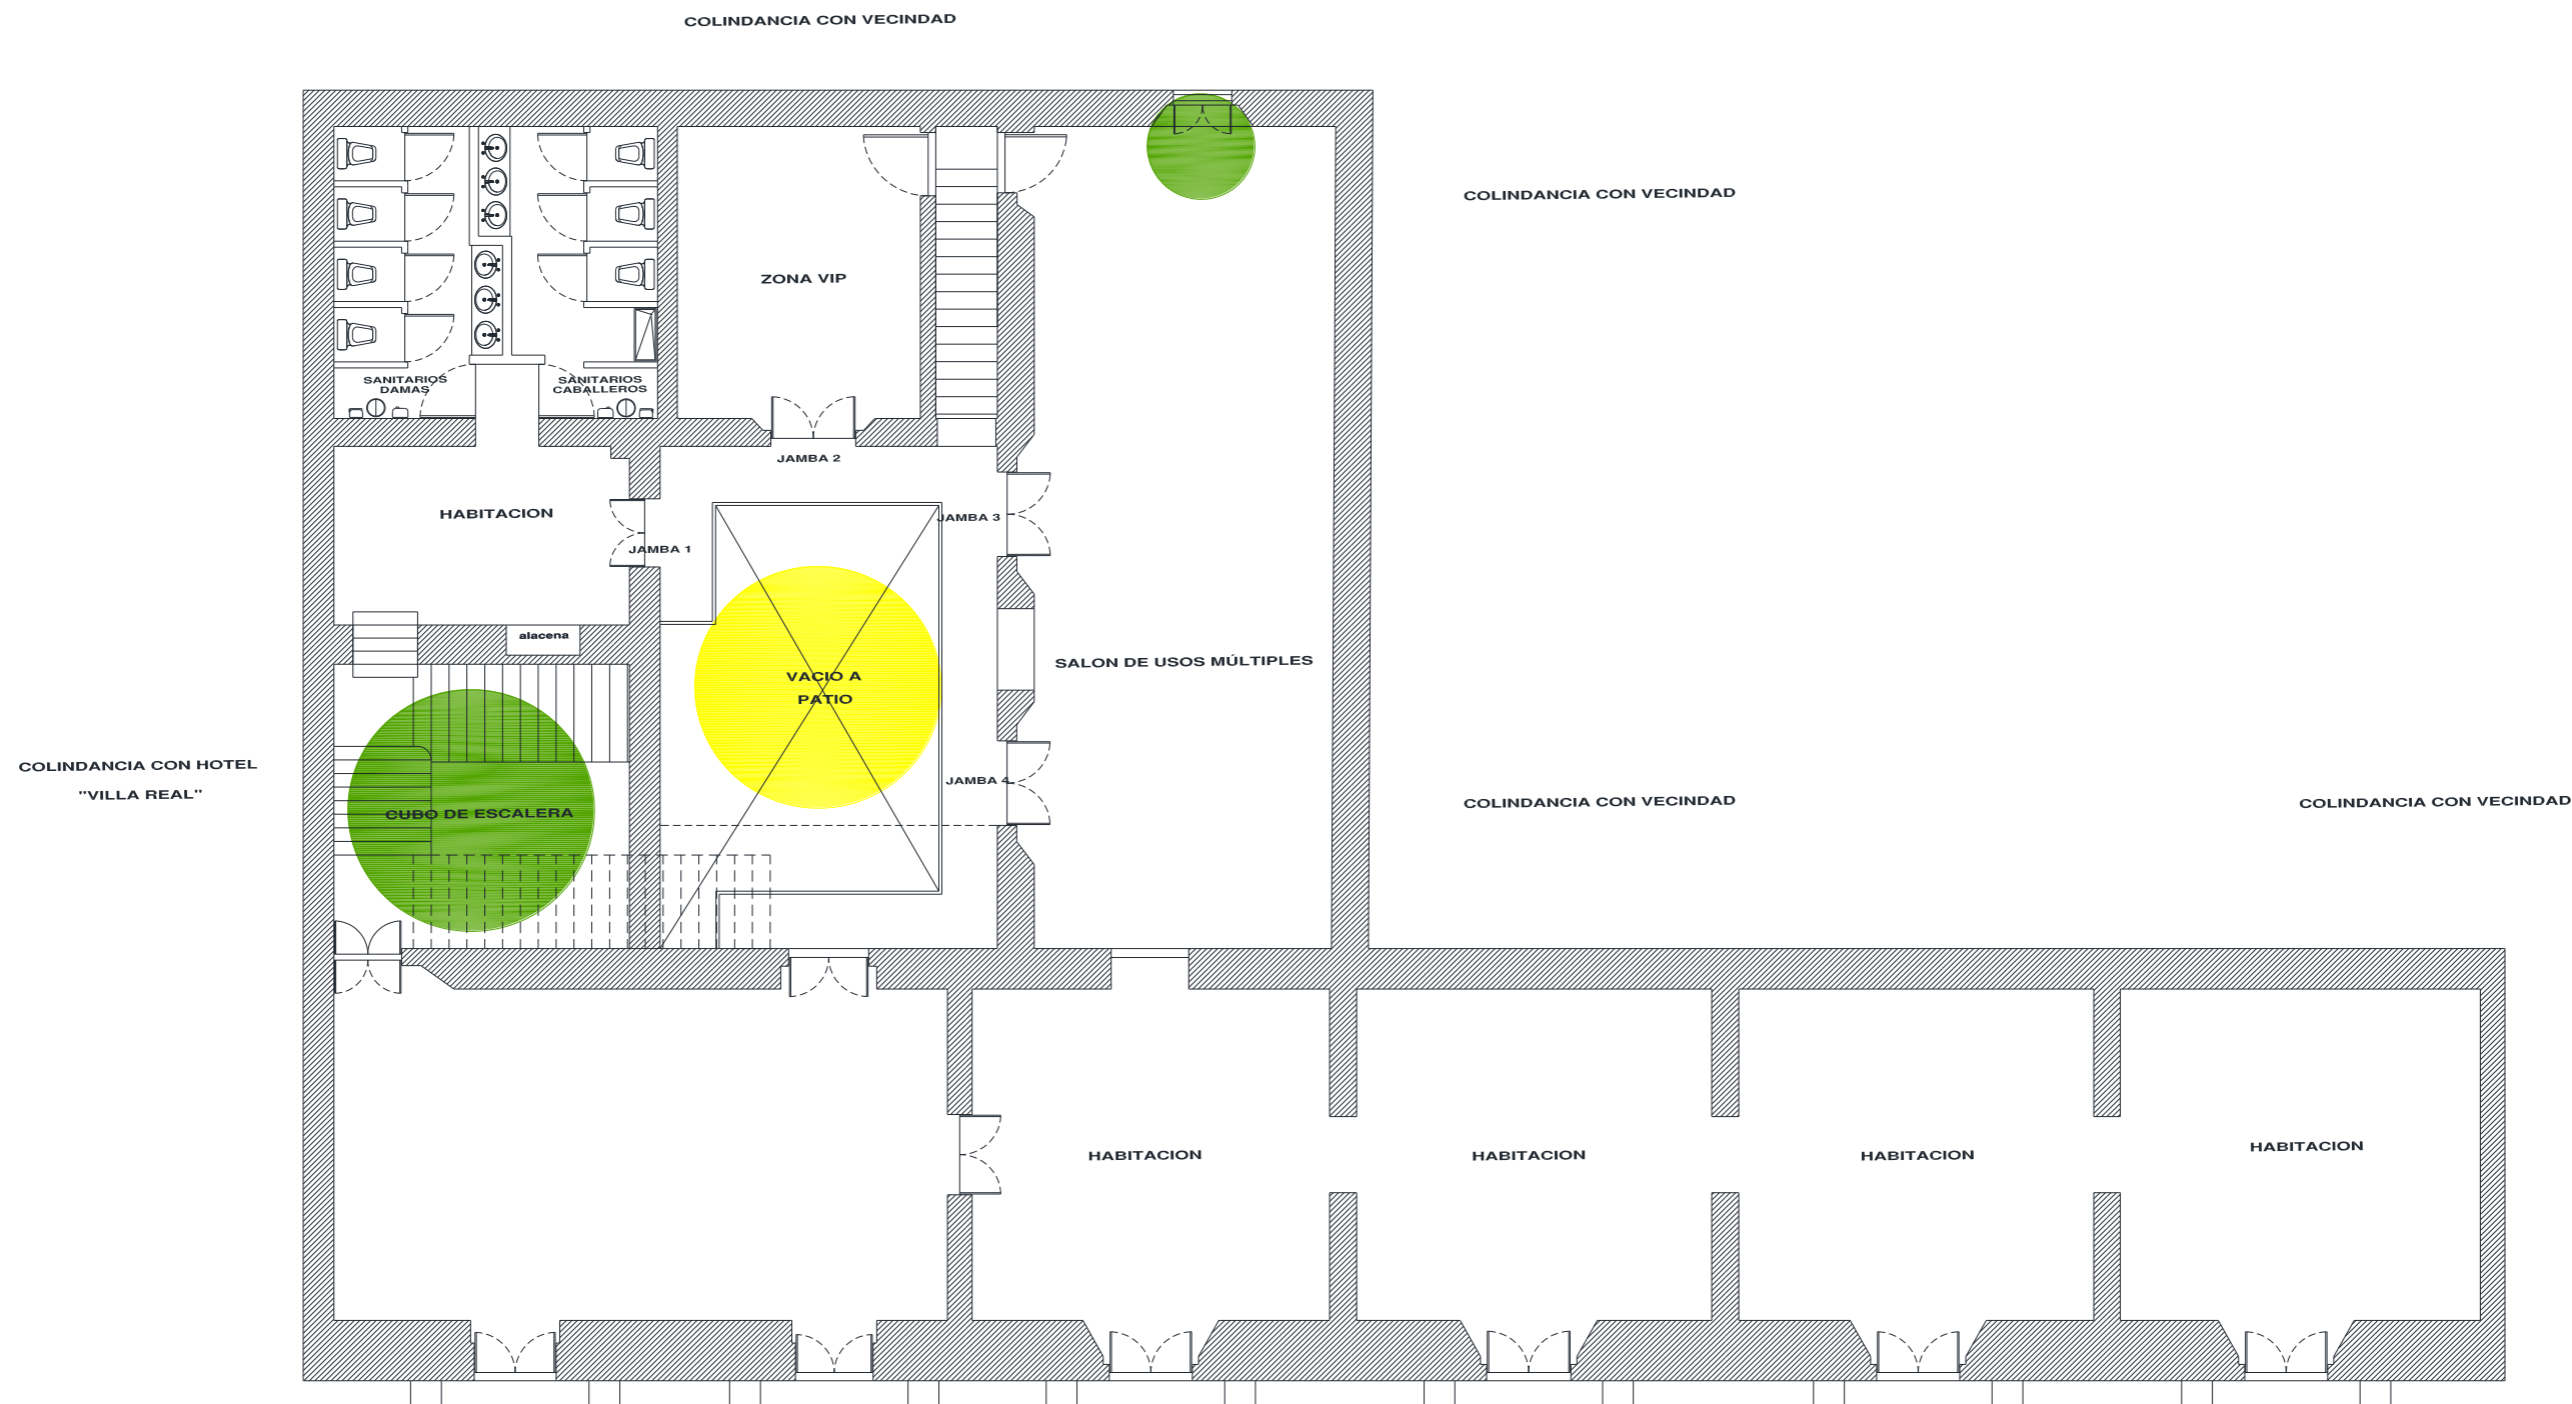 COLINDANCIA CON VECINDAD
COLINDANCIA CON VECINDAD
ZONA VIP
SANITARIOS
DAMAS
SANITARIOS
CABALLEROS
JAMBA 2
HABITACION
JAMBA 3
JAMBA 1
alacena
SALON DE USOS MÚLTIPLES
VACIO A
PATIO
COLINDANCIA CON HOTEL
"VILLA REAL"
JAMBA 4
CUBO DE ESCALERA
COLINDANCIA CON VECINDAD
COLINDANCIA CON VECINDAD
HABITACION
HABITACION
HABITACION
HABITACION